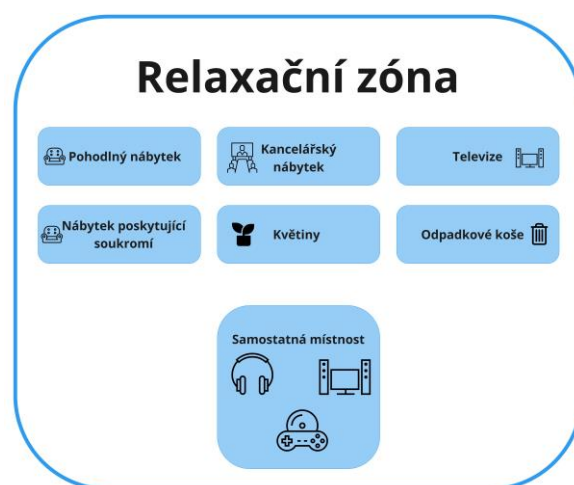 Relaxační zóna
Pohodlný nábytek
Kancelářský
nábytek
Televize
Nábytek poskytující
soukromí
Květiny
Odpadkové koše
Samostatná místnost